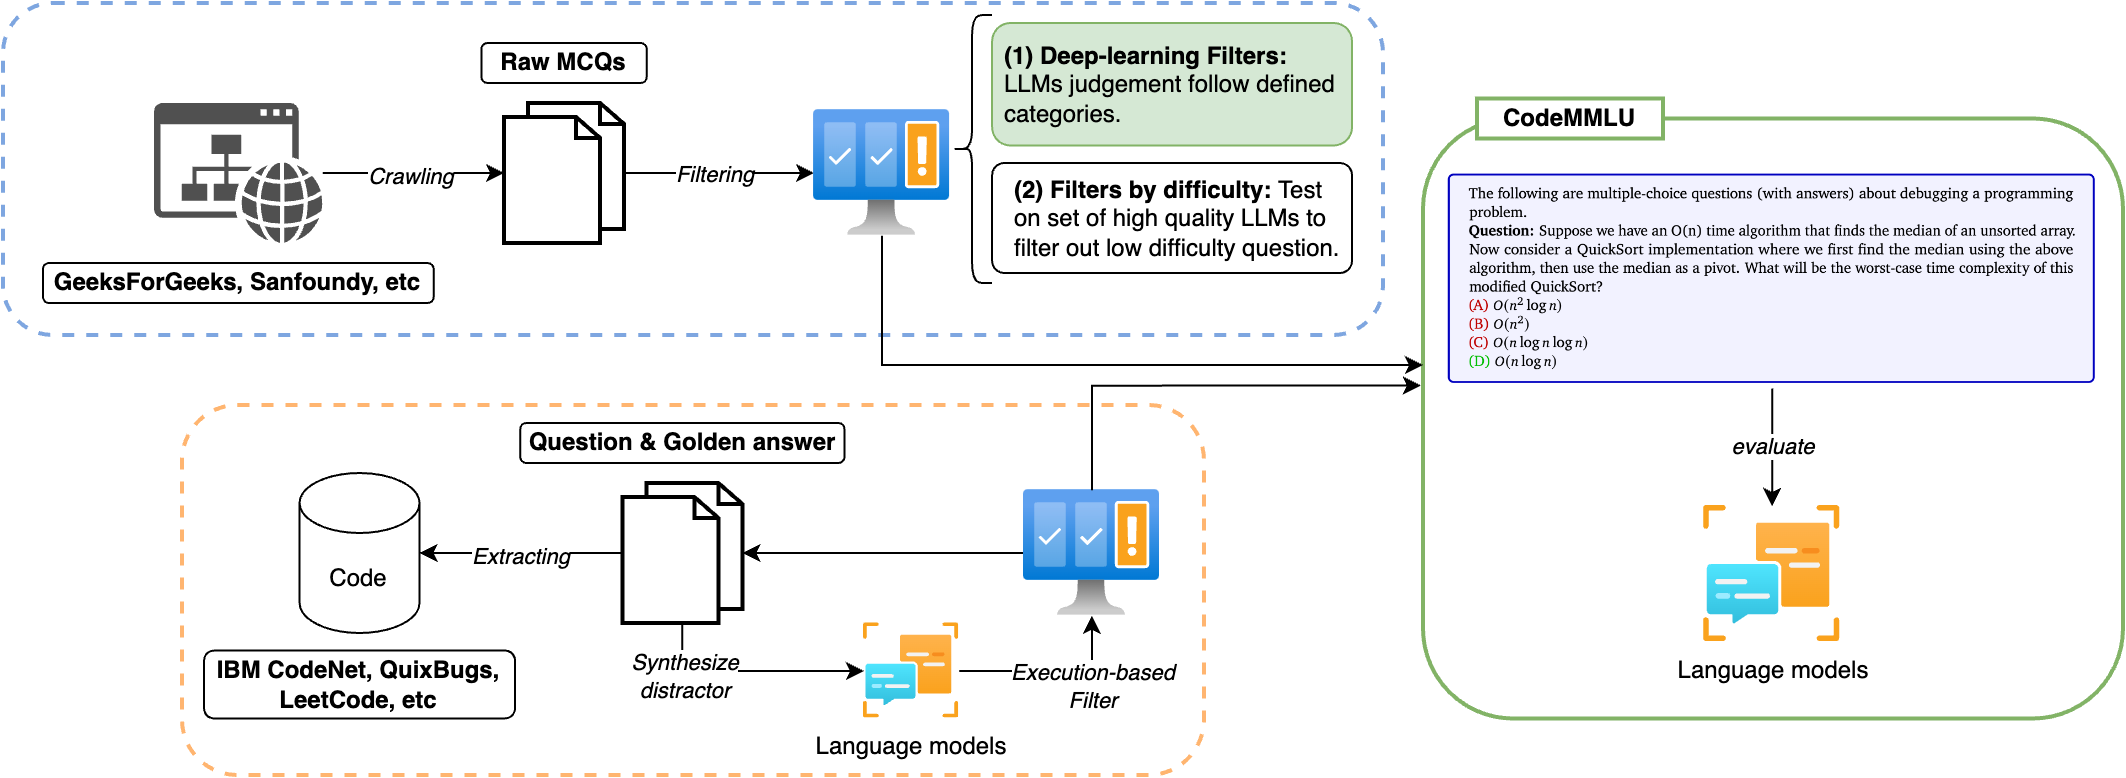 Raw MCQs
Crawling
Filtering
GeeksForGeeks, Sanfoundy, etc
(1) Deep-learning Filters:
LLMs judgement follow defined
categories.
(2) Filters by difficulty: Test
on set of high quality LLMs to
filter out low difficulty question.
Question & Golden answer
Code
Extracting
IBM CodeNet, QuixBugs,
LeetCode, etc
Synthesize
distractor
Language models
Execution-based
Filter
CodeMMLU
The following are multiple-choice questions (with answers) about debugging a programming
problem.
Question: Suppose we have an O(n) time algorithm that finds the median of an unsorted array.
Now consider a QuickSort implementation where we first find the median using the above
algorithm, then use the median as a pivot. What will be the worst-case time complexity of this
modified QuickSort?
(A) O(n² log n)
(B) O(n²)
(C) O(n log n log n)
(D) O(n log n)
evaluate
Language models